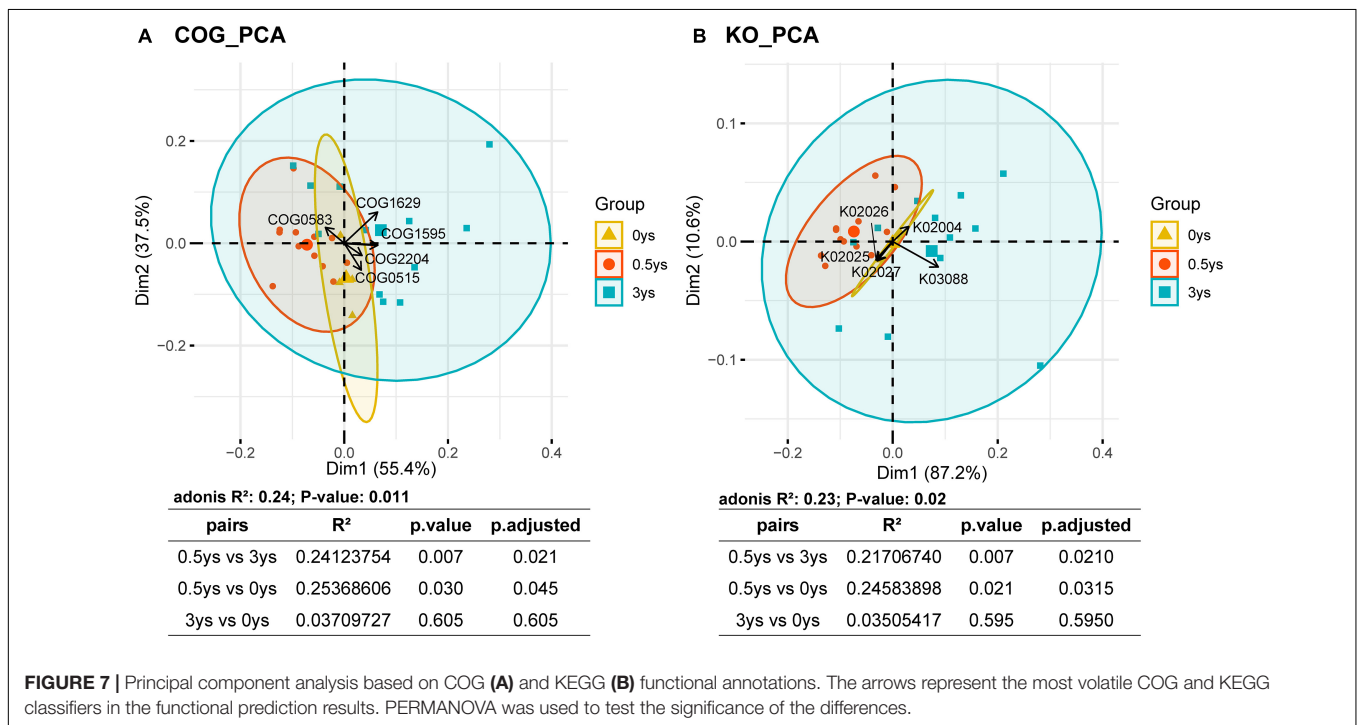 A COG_PCA
0.2
0.0
−0.2
Dim2 (37.5%)
COG1629
COG0583
COG1595
COG2204
COG0515
−0.2
0.0
0.2
0.4
Dim1 (55.4%)
Group
0ys
0.5ys
3ys
adonis R²: 0.24; P-value: 0.011
pairs R² p.value p.adjusted
0.5ys vs 3ys 0.24123754 0.007 0.021
0.5ys vs 0ys 0.25368606 0.030 0.045
3ys vs 0ys 0.03709727 0.605 0.605
B KO_PCA
0.1
0.0
−0.1
Dim2 (10.6%)
K02026
K02004
K02025
K02027
K03088
−0.2
0.0
0.2
0.4
Dim1 (87.2%)
Group
0ys
0.5ys
3ys
adonis R²: 0.23; P-value: 0.02
pairs R² p.value p.adjusted
0.5ys vs 3ys 0.21706740 0.007 0.0210
0.5ys vs 0ys 0.24583898 0.021 0.0315
3ys vs 0ys 0.03505417 0.595 0.5950
FIGURE 7 | Principal component analysis based on COG (A) and KEGG (B) functional annotations. The arrows represent the most volatile COG and KEGG
classifiers in the functional prediction results. PERMANOVA was used to test the significance of the differences.